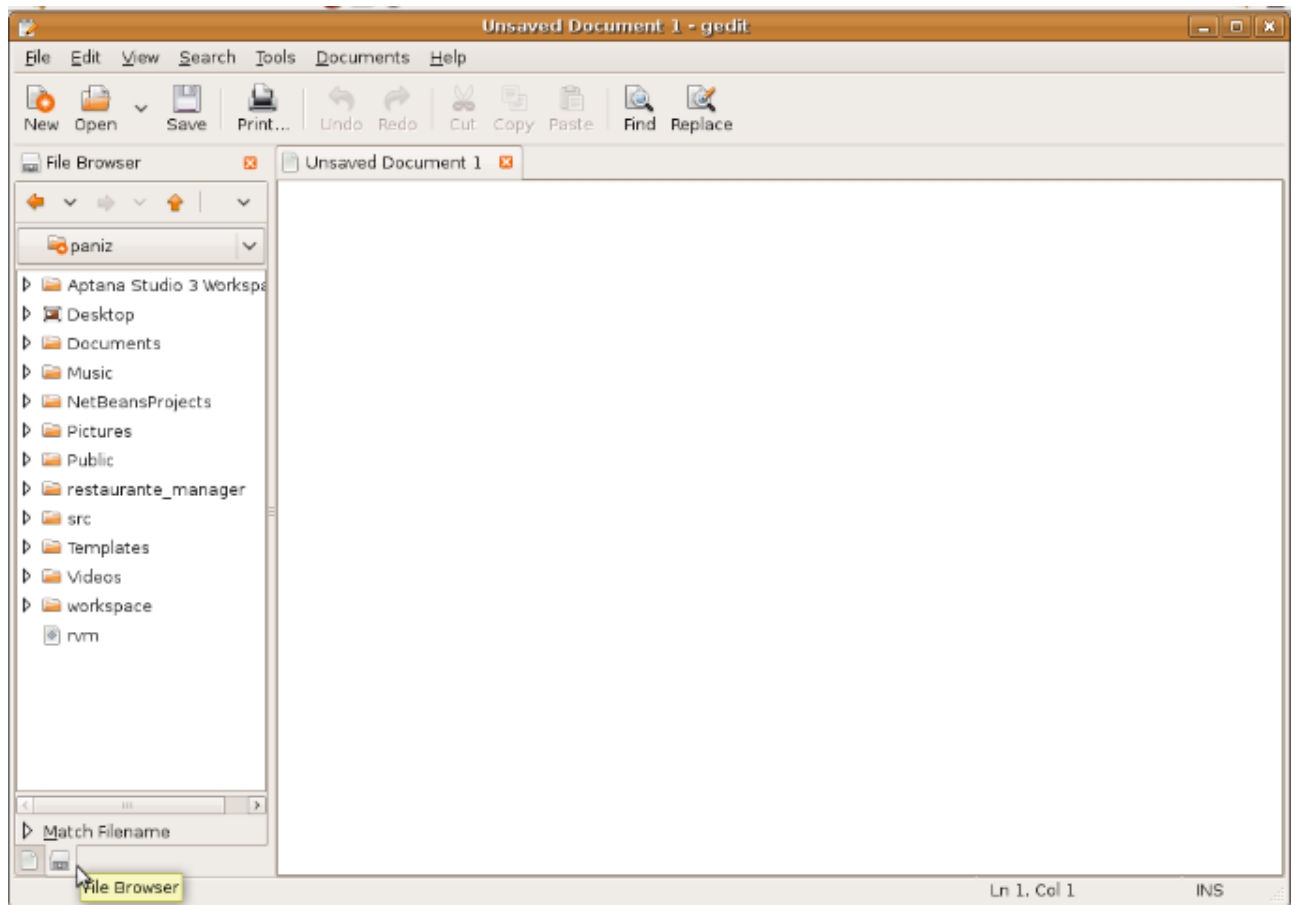 Unsaved Document 1 - gedit
File Edit View Search Tools Documents Help
New Open Save Print... Undo Redo Cut Copy Paste Find Replace
File Browser
Unsaved Document 1
paniz
Aptana Studio 3 Workspa
Desktop
Documents
Music
NetBeansProjects
Pictures
Public
restaurante_manager
src
Templates
Videos
workspace
rvm
Match Filename
File Browser
Ln 1, Col 1 INS